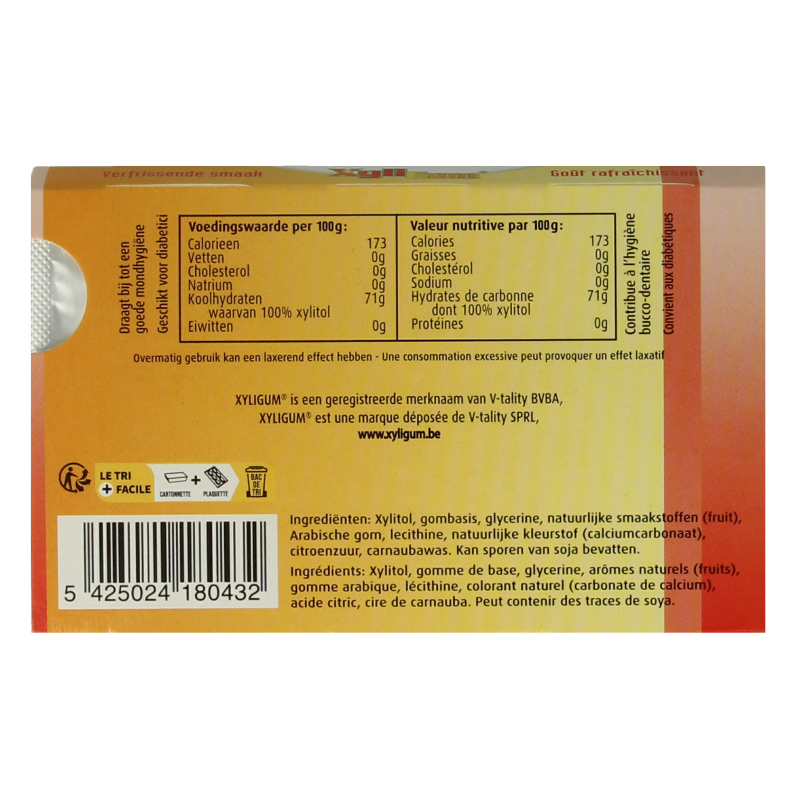 Verfrissende smaak
XyliGum®
Goût rafraîchissant
Draagt bij tot een
goede mondhygiëne
Geschikt voor diabetici
Voedingswaarde per 100g:
Calorieen 173
Vetten 0g
Cholesterol 0g
Natrium 0g
Koolhydraten 71g
waarvan 100% xylitol
Eiwitten 0g
Valeur nutritive par 100g:
Calories 173
Graisses 0g
Cholestérol 0g
Sodium 0g
Hydrates de carbonne 71g
dont 100% xylitol
Protéines 0g
Contribue à l'hygiène
bucco-dentaire
Convient aux diabétiques
Overmatig gebruik kan een laxerend effect hebben - Une consommation excessive peut provoquer un effet laxatif
XYLIGUM® is een geregistreerde merknaam van V-tality BVBA,
XYLIGUM® est une marque déposée de V-tality SPRL,
www.xyligum.be
LE TRI
+ FACILE
CARTONNETTE
+
PLAQUETTE
BAC
DE
TRI
Ingrediënten: Xylitol, gombasis, glycerine, natuurlijke smaakstoffen (fruit),
Arabische gom, lecithine, natuurlijke kleurstof (calciumcarbonaat),
citroenzuur, carnaubawas. Kan sporen van soja bevatten.
Ingrédients: Xylitol, gomme de base, glycerine, arômes naturels (fruits),
gomme arabique, lécithine, colorant naturel (carbonate de calcium),
acide citric, cire de carnauba. Peut contenir des traces de soya.
5 425024 180432